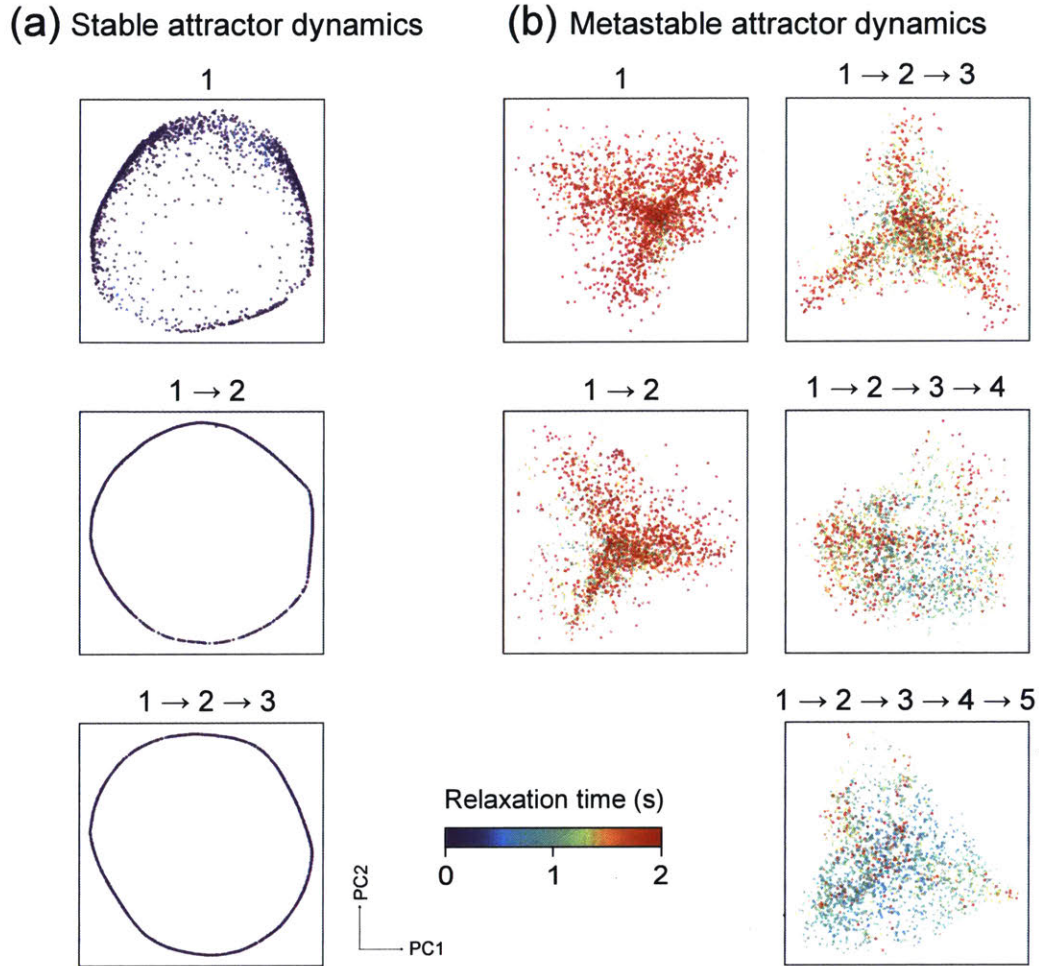 (a) Stable attractor dynamics
1
1 → 2
1 → 2 → 3
(b) Metastable attractor dynamics
1
1 → 2 → 3
1 → 2
1 → 2 → 3 → 4
1 → 2 → 3 → 4 → 5
Relaxation time (s)
0 1 2
PC2
PC1